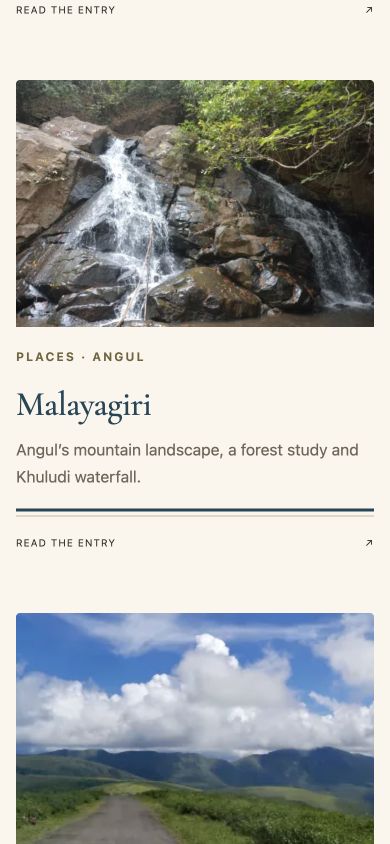 READ THE ENTRY ↗
PLACES · ANGUL
Malayagiri
Angul’s mountain landscape, a forest study and
Khuludi waterfall.
READ THE ENTRY ↗